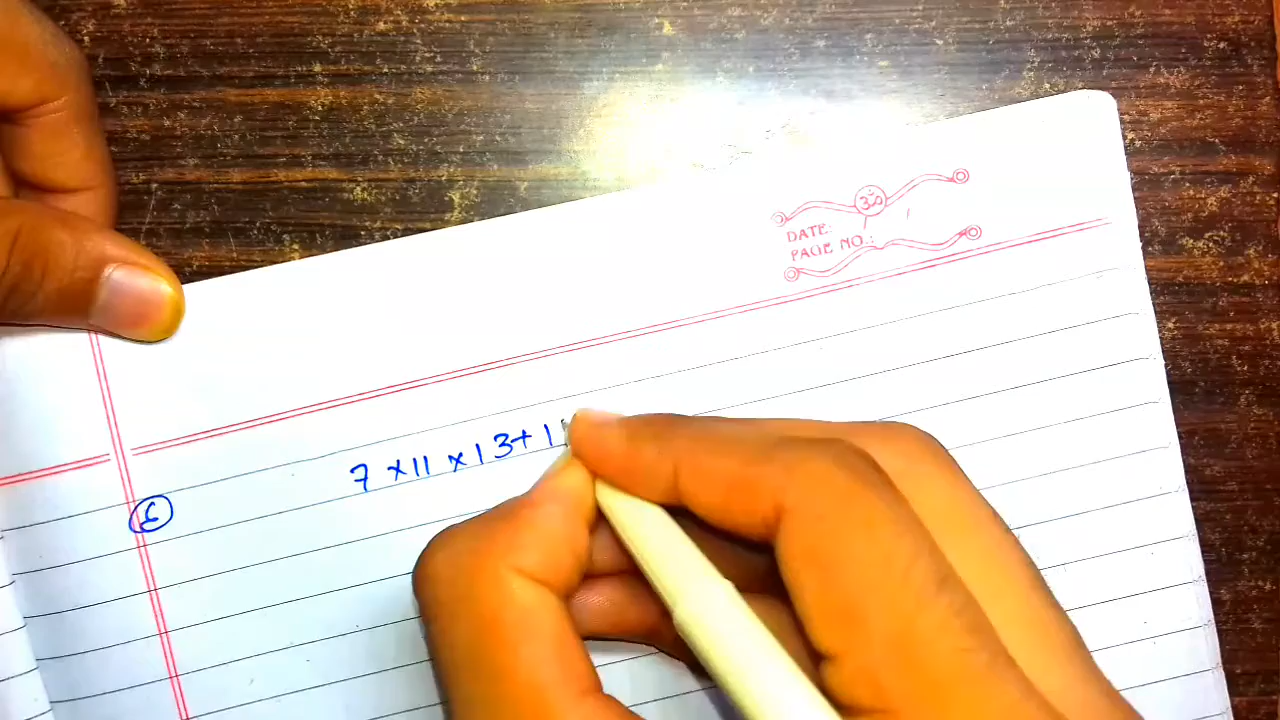 ॐ
DATE:
PAGE NO.:
7 × 11 × 13 + 1